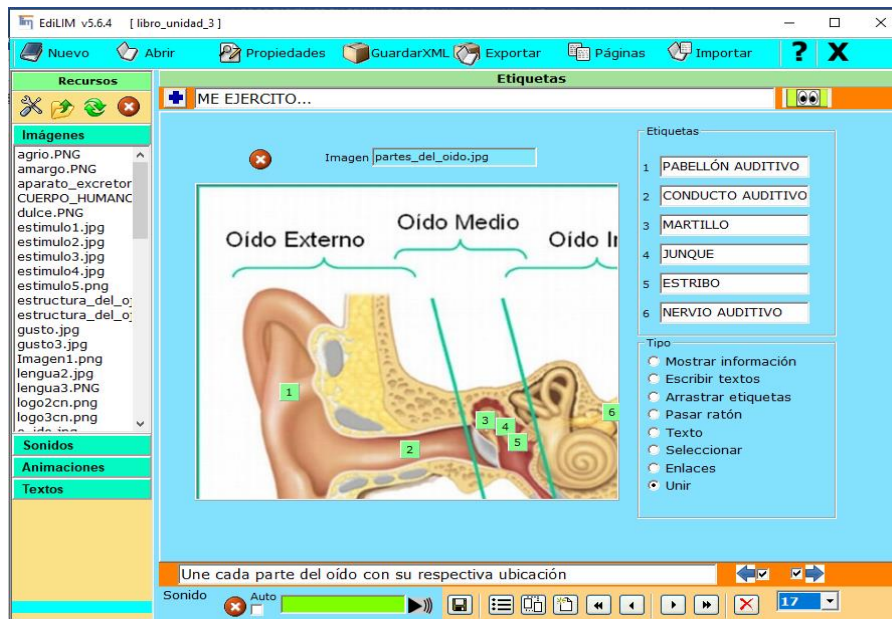 EdiLIM v5.6.4 [ libro_unidad_3 ]
Nuevo Abrir Propiedades GuardarXML Exportar Páginas Importar ? X
Recursos
Etiquetas
ME EJERCITO...
Imágenes
agrio.PNG
amargo.PNG
aparato_excretor
CUERPO_HUMANO
dulce.PNG
estimulo1.jpg
estimulo2.jpg
estimulo3.jpg
estimulo4.jpg
estimulo5.png
estructura_del_o
estructura_del_o
gusto.jpg
gusto3.jpg
Imagen1.png
lengua2.jpg
lengua3.PNG
logo2cn.png
logo3cn.png
Sonidos
Animaciones
Textos
Imagen partes_del_oido.jpg
Oído Externo
Oído Medio
Oído I
1
2
3
4
5
6
Etiquetas
1 PABELLÓN AUDITIVO
2 CONDUCTO AUDITIVO
3 MARTILLO
4 JUNQUE
5 ESTRIBO
6 NERVIO AUDITIVO
Tipo
Mostrar información
Escribir textos
Arrastrar etiquetas
Pasar ratón
Texto
Seleccionar
Enlaces
Unir
Une cada parte del oído con su respectiva ubicación
Sonido
Auto
17